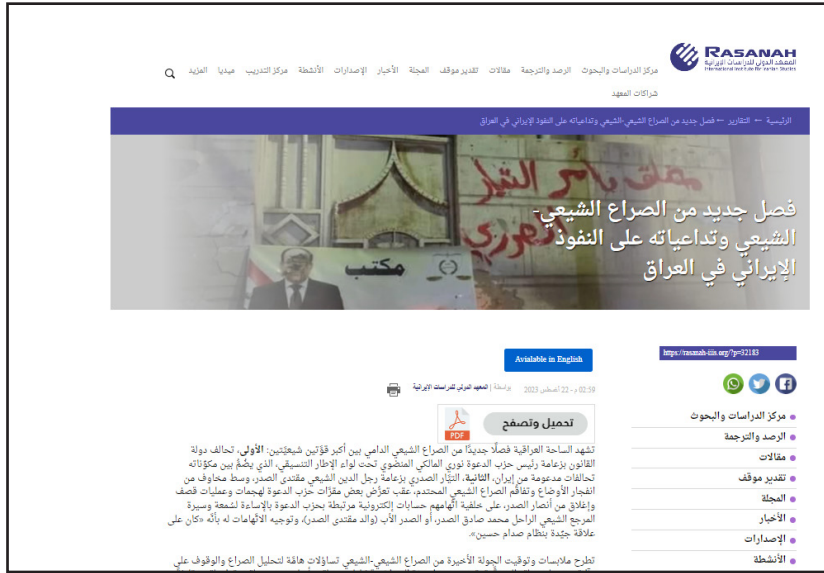 RASANAH
المعهد الدولي للدراسات الإيرانية
International Institute for Iranian Studies
مركز الدراسات والبحوث الرصد والترجمة مقالات تقدير موقف المجلة الأخبار الإصدارات الأنشطة مركز التدريب ميديا المزيد
شراكات المعهد
الرئيسية ← التقارير ← فصل جديد من الصراع الشيعي-الشيعي وتداعياته على النفوذ الإيراني في العراق
مغلق بأمر التيار
مكتب
فصل جديد من الصراع الشيعي-
الشيعي وتداعياته على النفوذ
الإيراني في العراق
https://rasanah-iiis.org/?p=32183
Avialable in English
02:59 م - 22 أغسطس 2023 بواسطة | المعهد الدولي للدراسات الإيرانية
تحميل وتصفح
PDF
تشهد الساحة العراقية فصلًا جديدًا من الصراع الشيعي الدامي بين أكبر قوَّتين شيعيَّتين: الأولى، تحالف دولة
القانون بزعامة رئيس حزب الدعوة نوري المالكي المنضوي تحت لواء الإطار التنسيقي، الذي يضُمّ بين مكوّناته
تحالفات مدعومة من إيران، الثانية، التيَّار الصدري بزعامة رجل الدين الشيعي مقتدى الصدر، وسط مخاوف من
انفجار الأوضاع وتفاقُم الصراع الشيعي المحتدم، عقب تعرُّض بعض مقرّات حزب الدعوة لهجمات وعمليات قصف
وإغلاق من أنصار الصدر، على خلفية اتّهامهم حسابات إلكترونية مرتبطة بحزب الدعوة بالإساءة لسُمعة وسيرة
المرجع الشيعي الراحل محمد صادق الصدر، أو الصدر الأب (والد مقتدى الصدر)، وتوجيه الاتّهامات له بأنَّه «كان على
علاقة جيّدة بنظام صدام حسين».
تطرح ملابسات وتوقيت الجولة الأخيرة من الصراع الشيعي-الشيعي تساؤلات هامَّة لتحليل الصراع والوقوف على
مركز الدراسات والبحوث
الرصد والترجمة
مقالات
تقدير موقف
المجلة
الأخبار
الإصدارات
الأنشطة